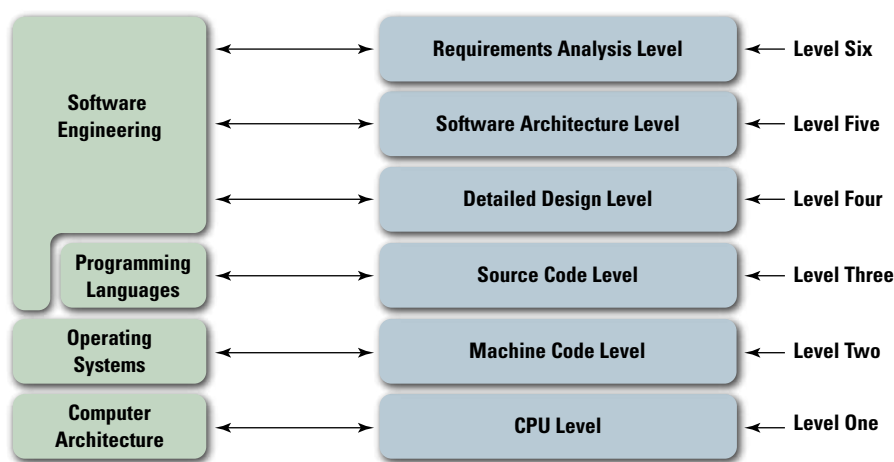 Requirements Analysis Level
Level Six
Software
Engineering
Software Architecture Level
Level Five
Detailed Design Level
Level Four
Programming
Languages
Source Code Level
Level Three
Operating
Systems
Machine Code Level
Level Two
Computer
Architecture
CPU Level
Level One